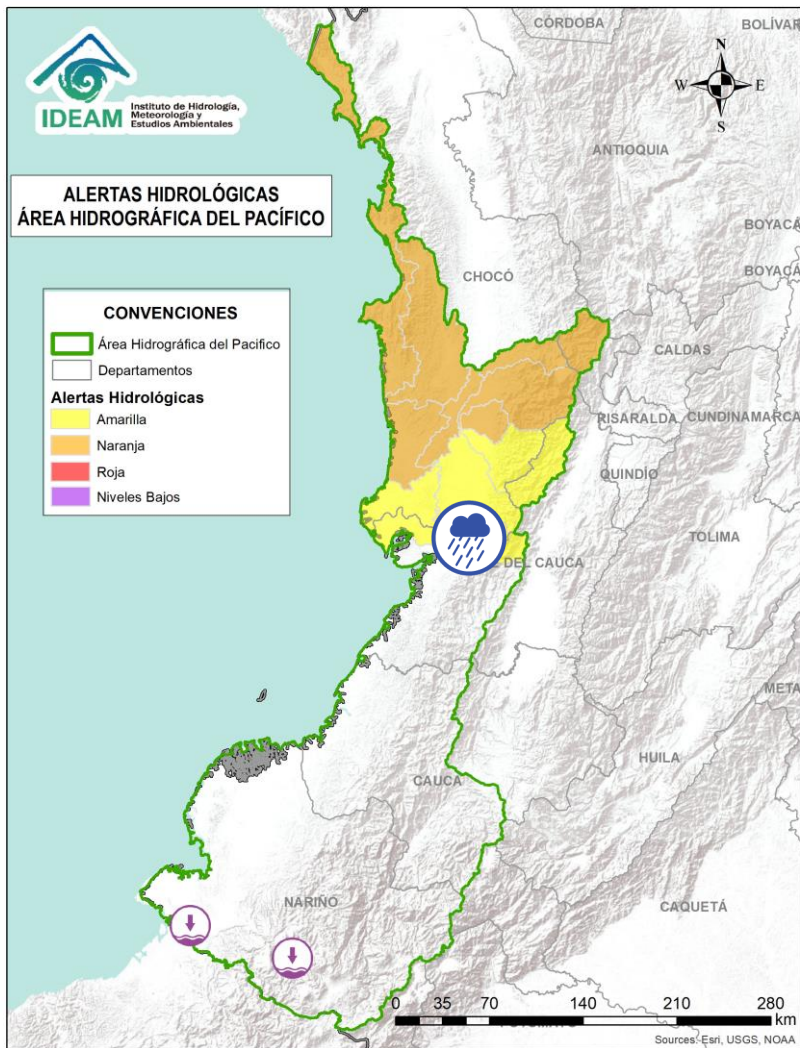 CÓRDOBA
BOLÍVAR
N
W
E
S
IDEAM
Instituto de Hidrología,
Meteorología y
Estudios Ambientales
ANTIOQUIA
ALERTAS HIDROLÓGICAS
ÁREA HIDROGRÁFICA DEL PACÍFICO
BOYACÁ
BOYACÁ
CHOCÓ
CONVENCIONES
Área Hidrográfica del Pacifico
Departamentos
Alertas Hidrológicas
Amarilla
Naranja
Roja
Niveles Bajos
CALDAS
RISARALDA
CUNDINAMARCA
QUINDÍO
TOLIMA
DEL CAUCA
META
HUILA
CAUCA
NARIÑO
CAQUETÁ
0 35 70 140 210 280
km
Sources: Esri, USGS, NOAA